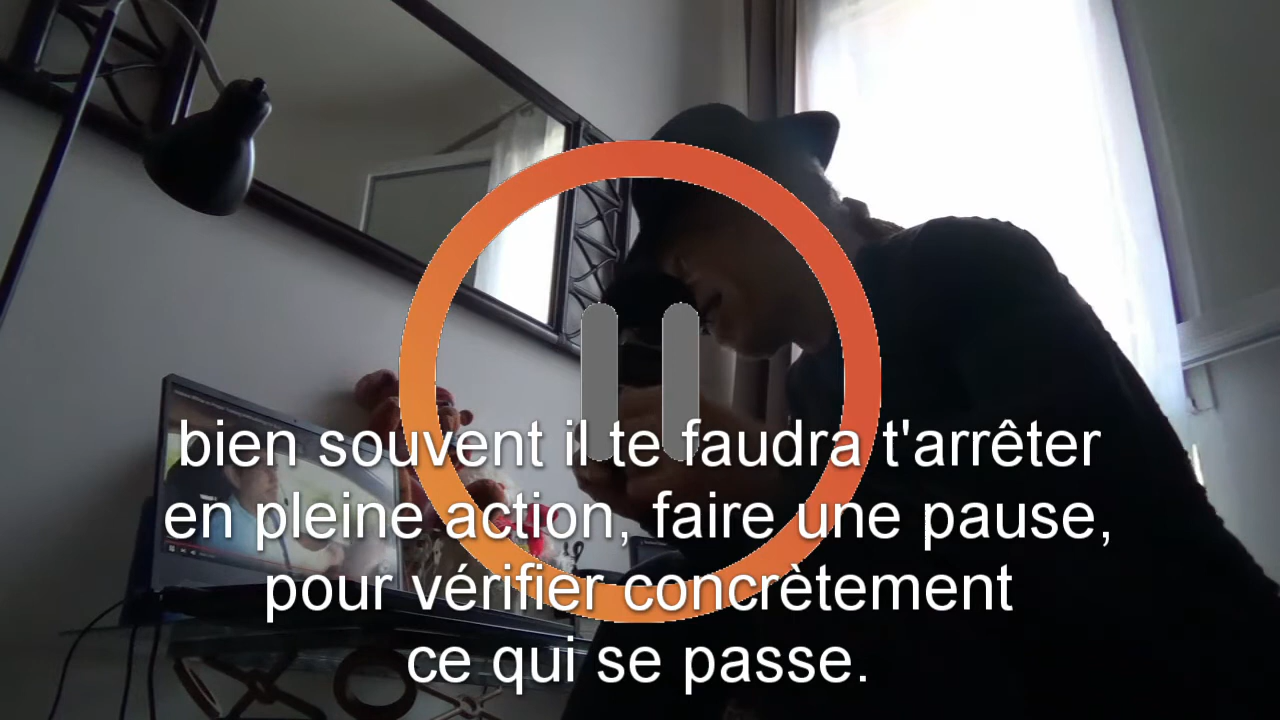 bien souvent il te faudra t'arrêter
en pleine action, faire une pause,
pour vérifier concrètement
ce qui se passe.